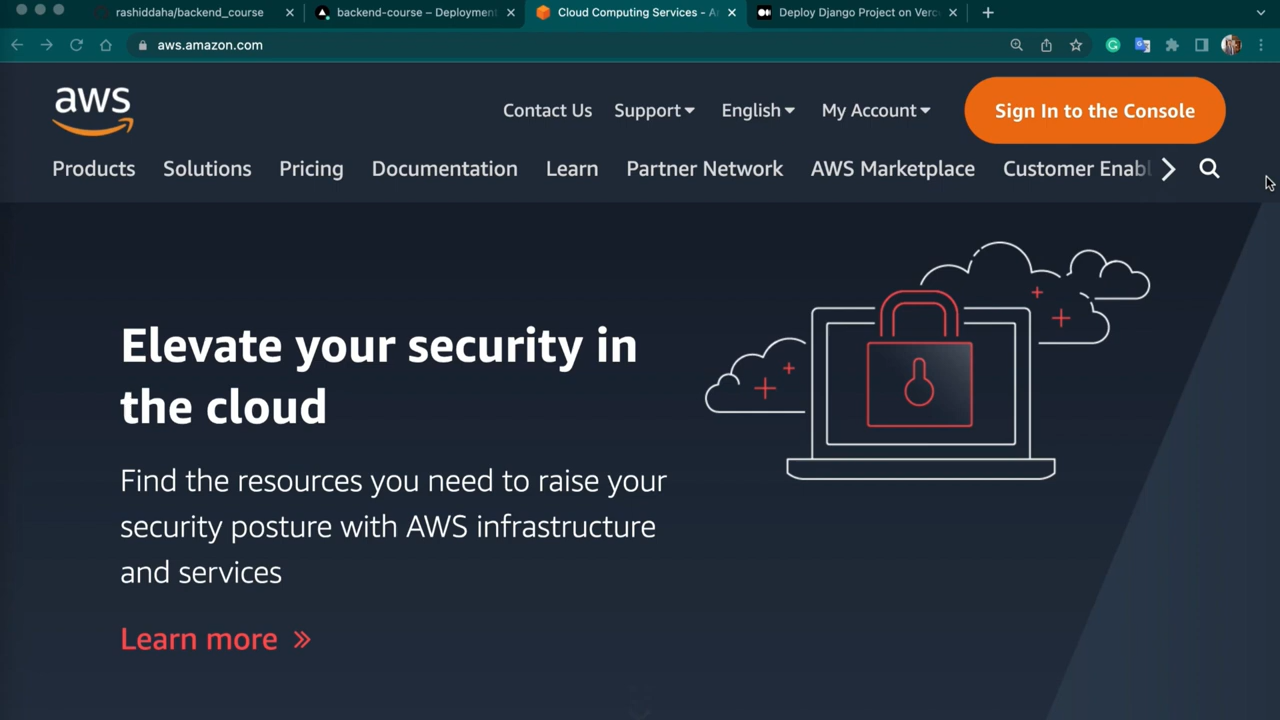 rashiddaha/backend_course
backend-course – Deployment
Cloud Computing Services - A
Deploy Django Project on Verc
aws.amazon.com
aws
Contact Us
Support
English
My Account
Sign In to the Console
Products
Solutions
Pricing
Documentation
Learn
Partner Network
AWS Marketplace
Customer Enabl
Elevate your security in
the cloud
Find the resources you need to raise your
security posture with AWS infrastructure
and services
Learn more